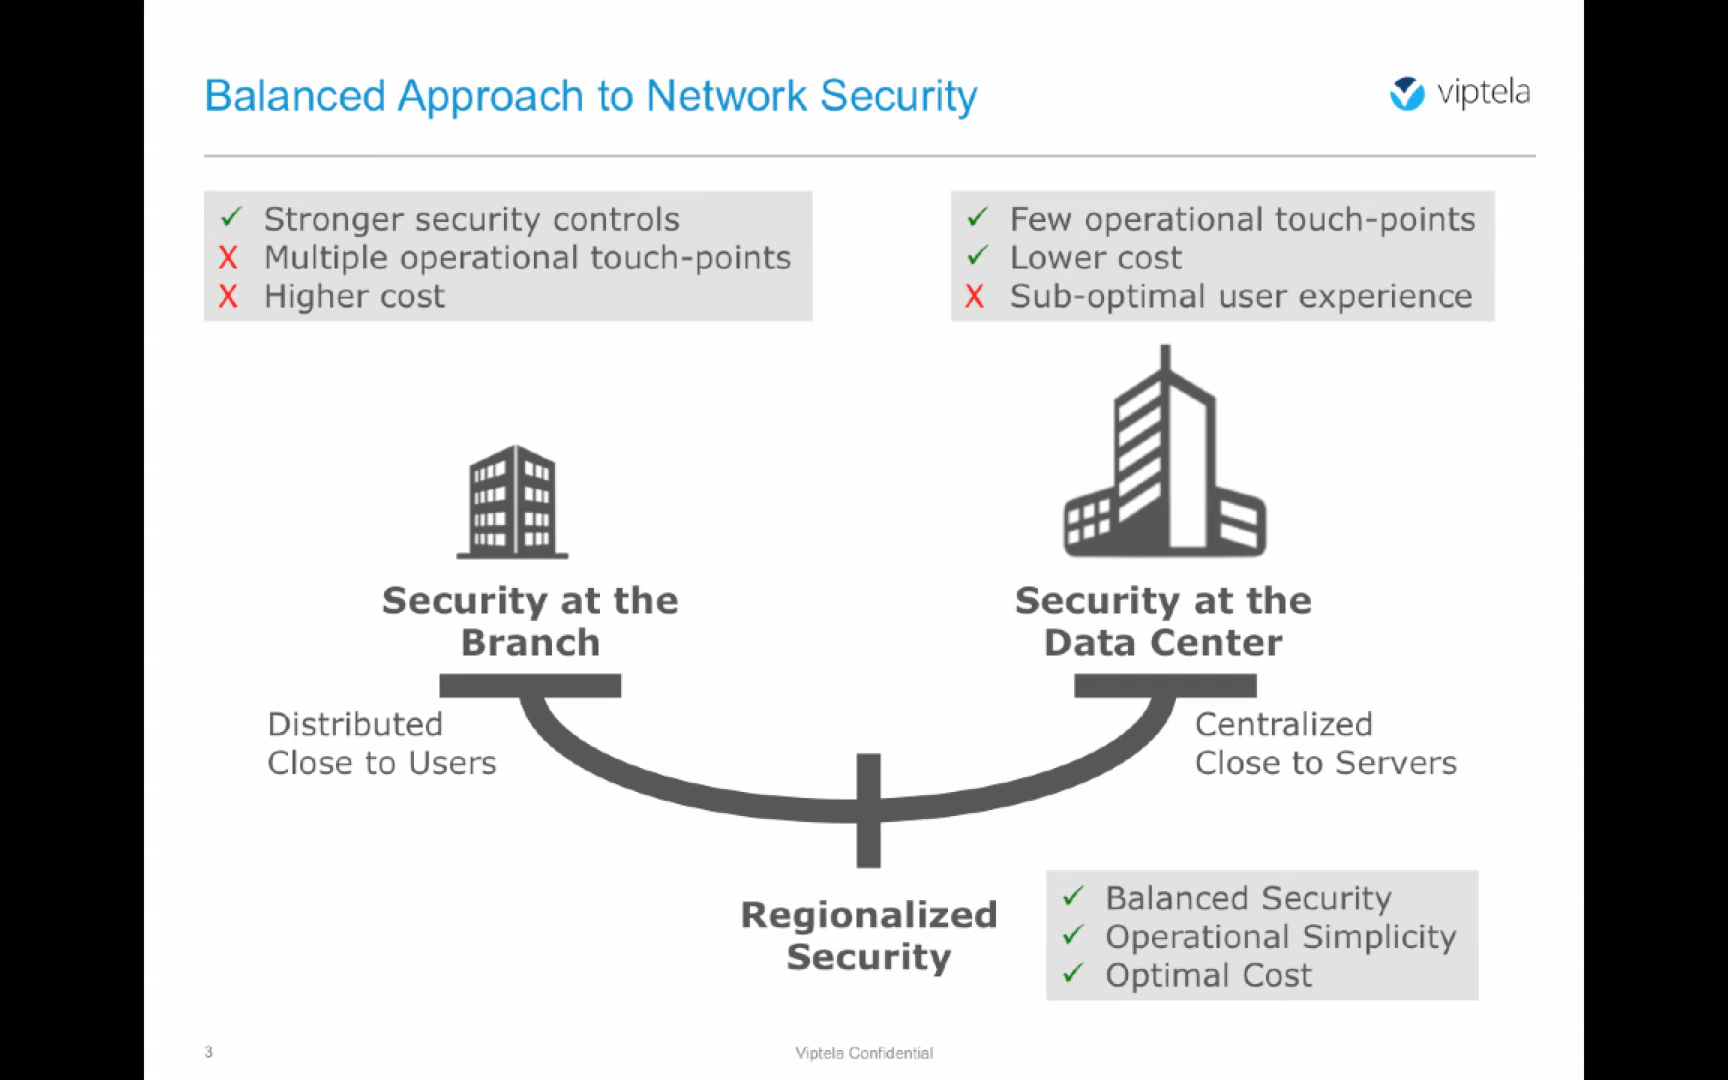 Balanced Approach to Network Security
viptela
✓ Stronger security controls
X Multiple operational touch-points
X Higher cost
✓ Few operational touch-points
✓ Lower cost
X Sub-optimal user experience
Security at the
Branch
Security at the
Data Center
Distributed
Close to Users
Centralized
Close to Servers
Regionalized
Security
✓ Balanced Security
✓ Operational Simplicity
✓ Optimal Cost
3
Viptela Confidential